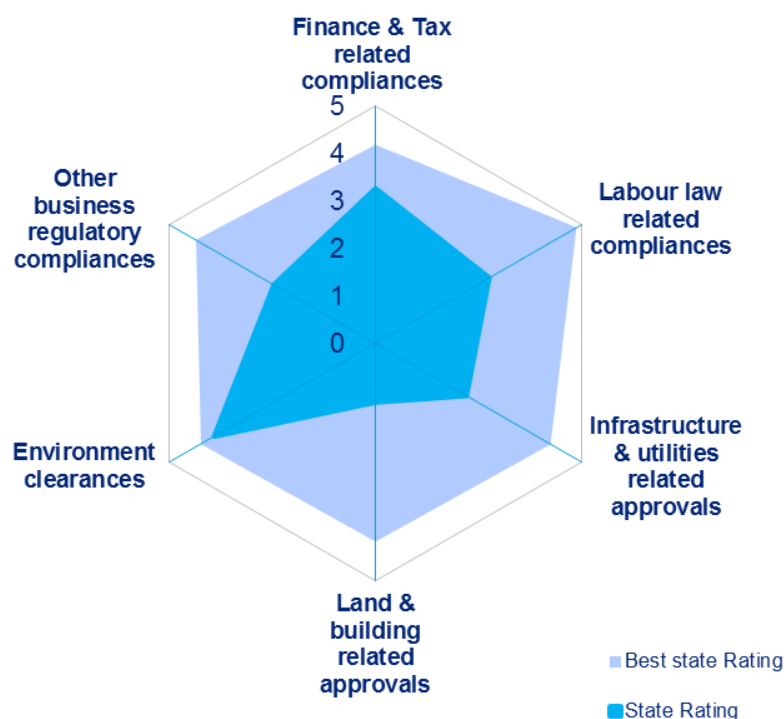 Finance & Tax
related
compliances
5
4
3
2
1
0
Other
business
regulatory
compliances
Labour law
related
compliances
Environment
clearances
Infrastructure
& utilities
related
approvals
Land &
building
related
approvals
Best state Rating
State Rating